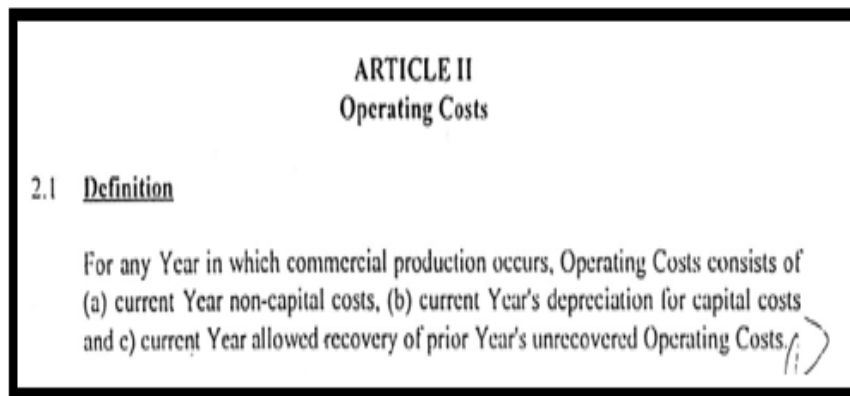 ARTICLE II
Operating Costs
2.1 Definition
For any Year in which commercial production occurs, Operating Costs consists of
(a) current Year non-capital costs, (b) current Year's depreciation for capital costs
and c) current Year allowed recovery of prior Year's unrecovered Operating Costs.